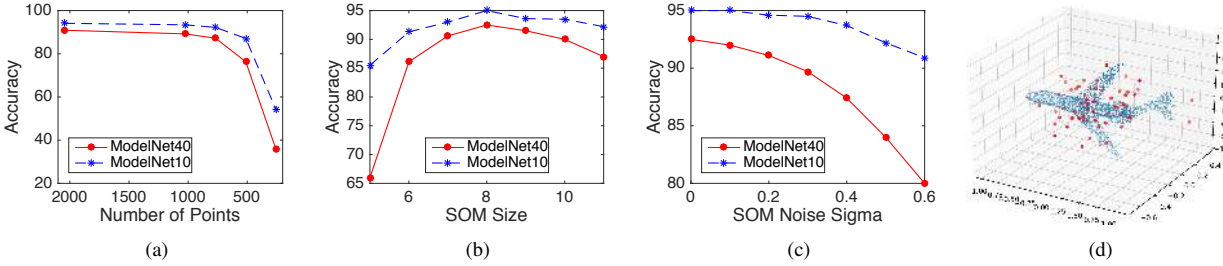 100
80
60
40
20
Accuracy
ModelNet40
ModelNet10
2000 1500 1000 500
Number of Points
(a)
95
90
85
80
75
70
65
Accuracy
ModelNet40
ModelNet10
6 8 10
SOM Size
(b)
95
90
85
80
Accuracy
ModelNet40
ModelNet10
0 0.2 0.4 0.6
SOM Noise Sigma
(c)
(d)